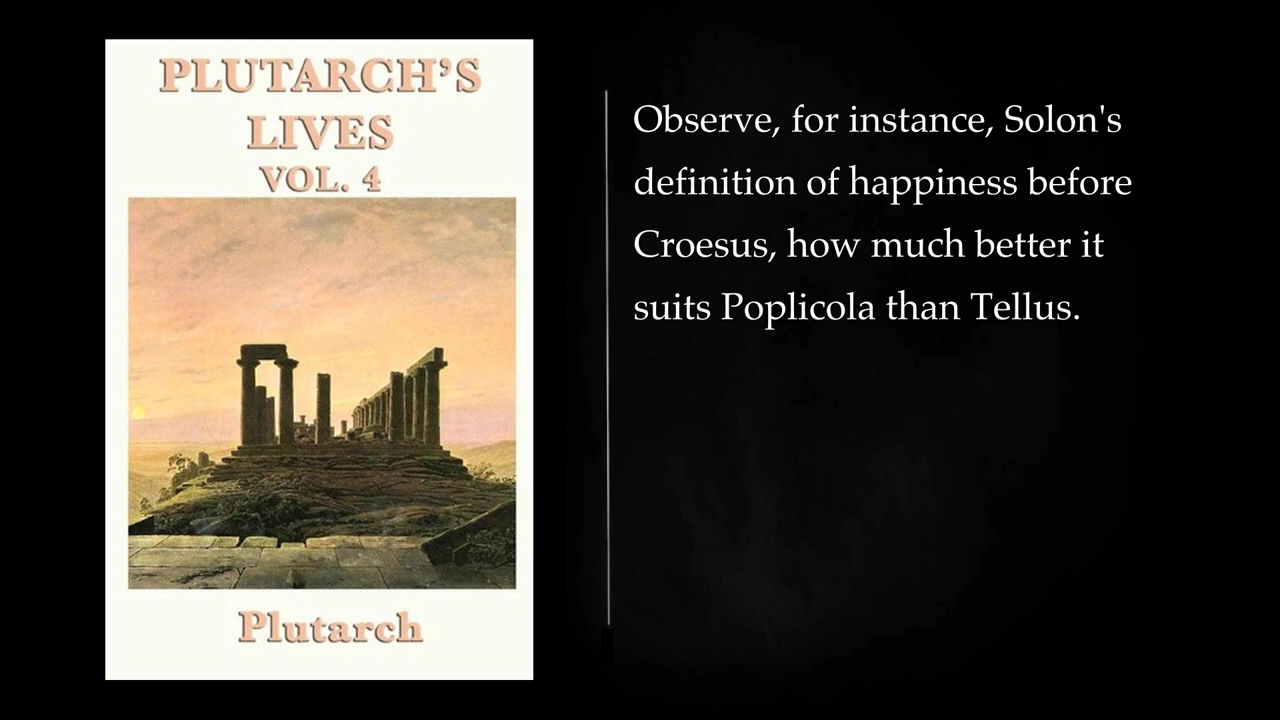 PLUTARCH'S
LIVES
VOL. 4
Plutarch
Observe, for instance, Solon's
definition of happiness before
Croesus, how much better it
suits Poplicola than Tellus.